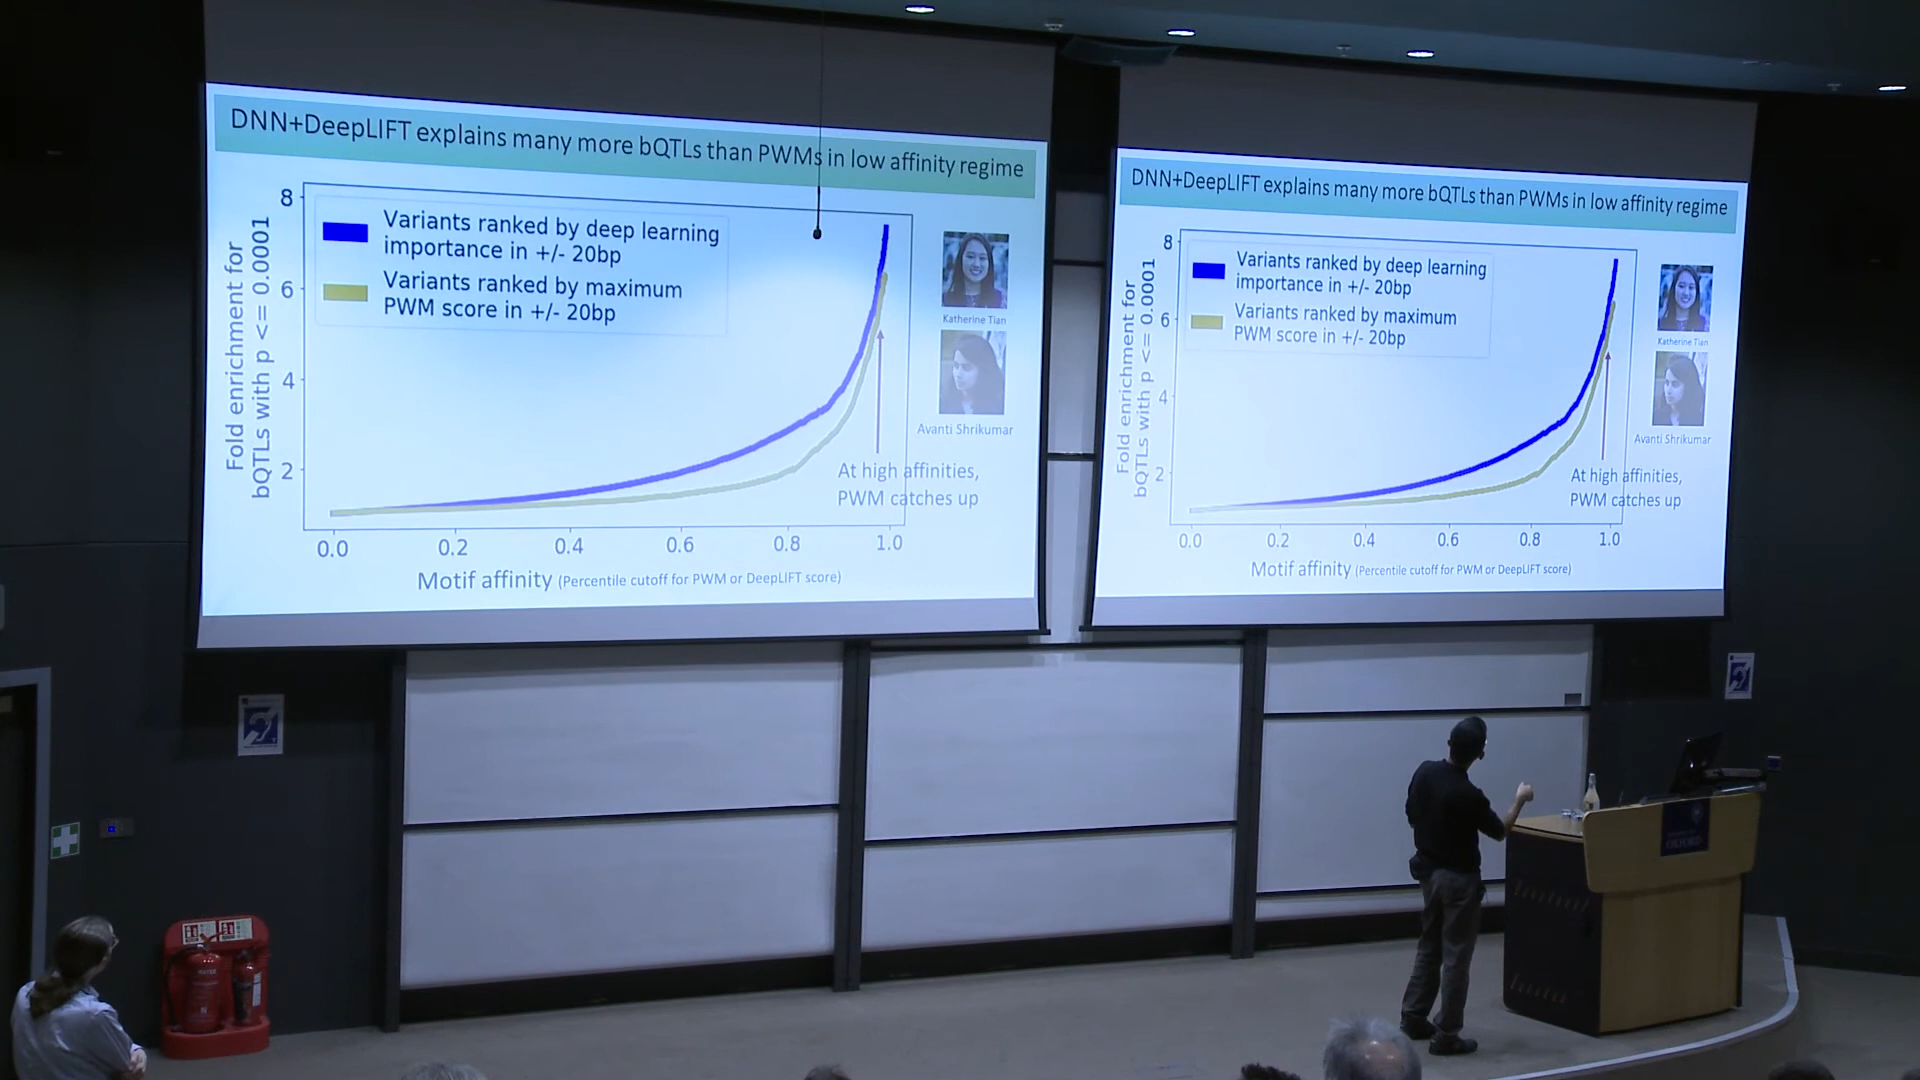 DNN+DeepLIFT explains many more bQTLs than PWMs in low affinity regime
Fold enrichment for
bQTLs with p <= 0.0001
8
6
4
2
Variants ranked by deep learning
importance in +/- 20bp
Variants ranked by maximum
PWM score in +/- 20bp
Katherine Tian
Avanti Shrikumar
At high affinities,
PWM catches up
0.0 0.2 0.4 0.6 0.8 1.0
Motif affinity (Percentile cutoff for PWM or DeepLIFT score)
DNN+DeepLIFT explains many more bQTLs than PWMs in low affinity regime
Fold enrichment for
bQTLs with p <= 0.0001
8
6
4
2
Variants ranked by deep learning
importance in +/- 20bp
Variants ranked by maximum
PWM score in +/- 20bp
Katherine Tian
Avanti Shrikumar
At high affinities,
PWM catches up
0.0 0.2 0.4 0.6 0.8 1.0
Motif affinity (Percentile cutoff for PWM or DeepLIFT score)
OXFORD